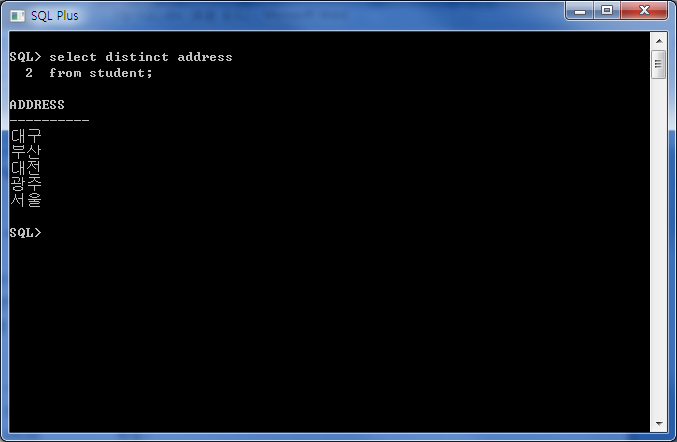 SQL Plus
SQL> select distinct address
  2  from student;
ADDRESS
----------
대구
부산
대전
광주
서울
SQL>